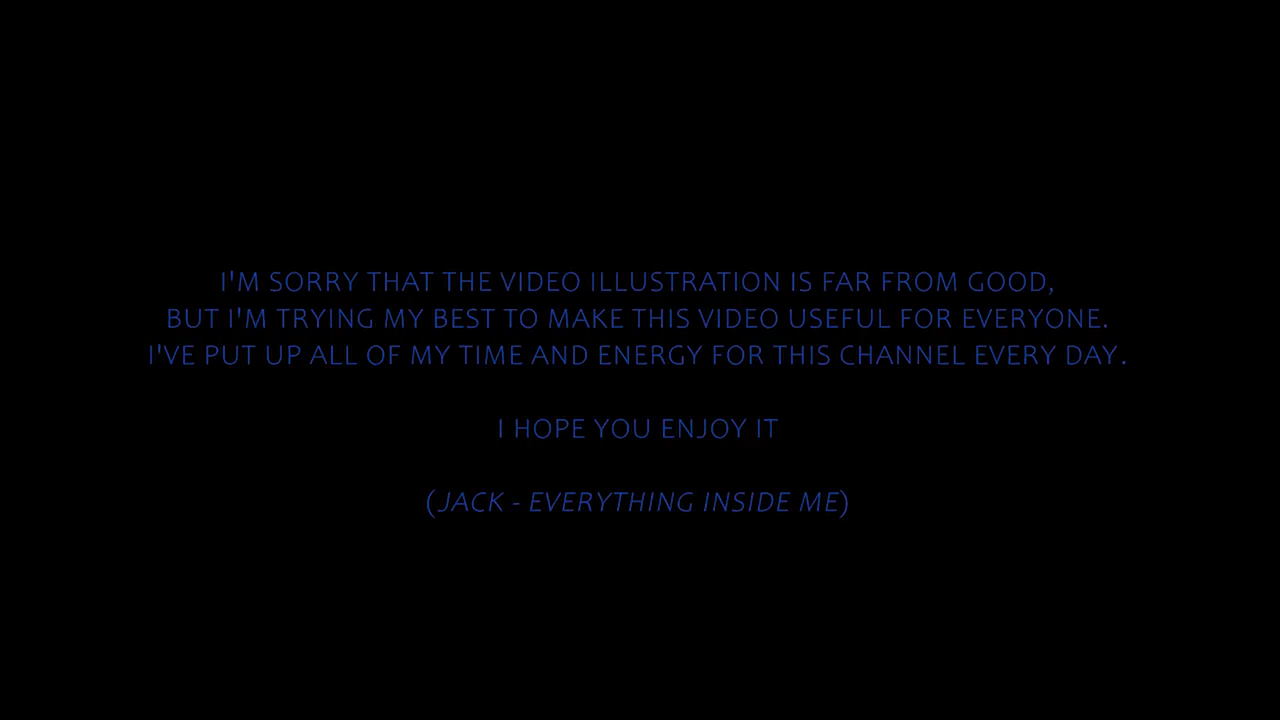 I'M SORRY THAT THE VIDEO ILLUSTRATION IS FAR FROM GOOD,
BUT I'M TRYING MY BEST TO MAKE THIS VIDEO USEFUL FOR EVERYONE.
I'VE PUT UP ALL OF MY TIME AND ENERGY FOR THIS CHANNEL EVERY DAY.
I HOPE YOU ENJOY IT
(JACK - EVERYTHING INSIDE ME)